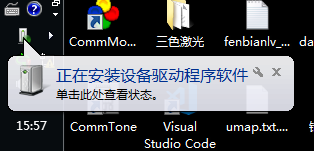 CommMo...
三色激光
fenbianlv_...
da
正在安装设备驱动程序软件
单击此处查看状态。
15:57
CommTone
Visual
Studio Code
umap.txt....